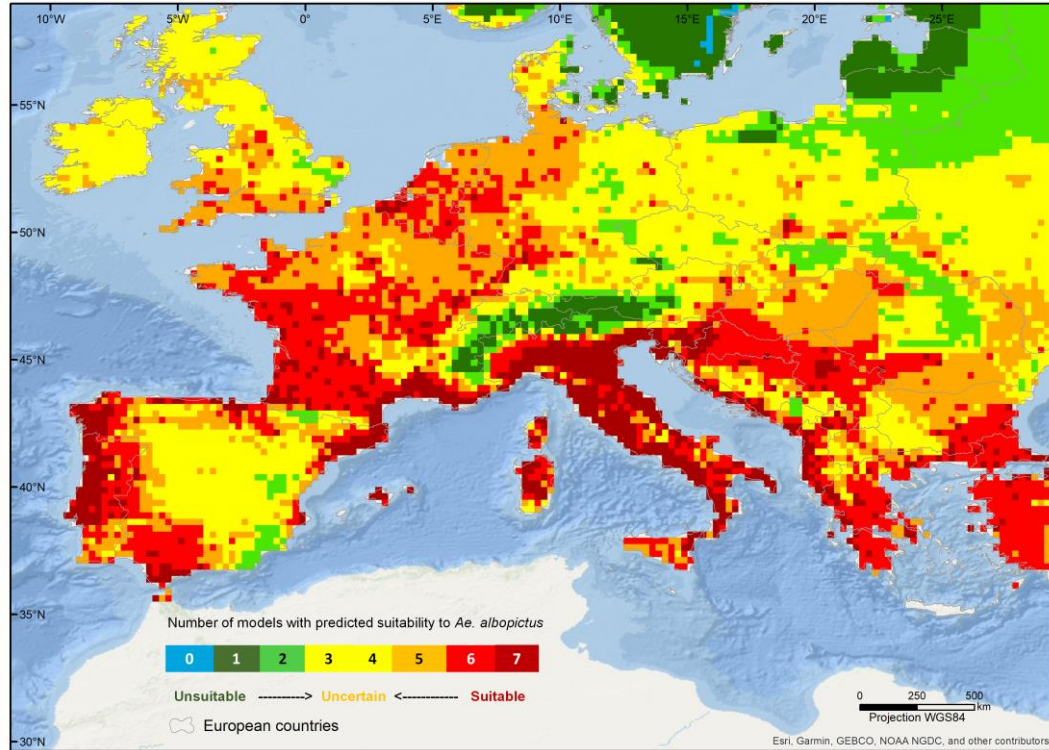 10°W 5°W 0° 5°E 10°E 15°E 20°E 25°E
55°N
50°N
45°N
40°N
35°N
30°N
Number of models with predicted suitability to Ae. albopictus
0 1 2 3 4 5 6 7
Unsuitable ----------> Uncertain <------------ Suitable
European countries
0 250 500
km
Projection WGS84
Esri, Garmin, GEBCO, NOAA NGDC, and other contributors